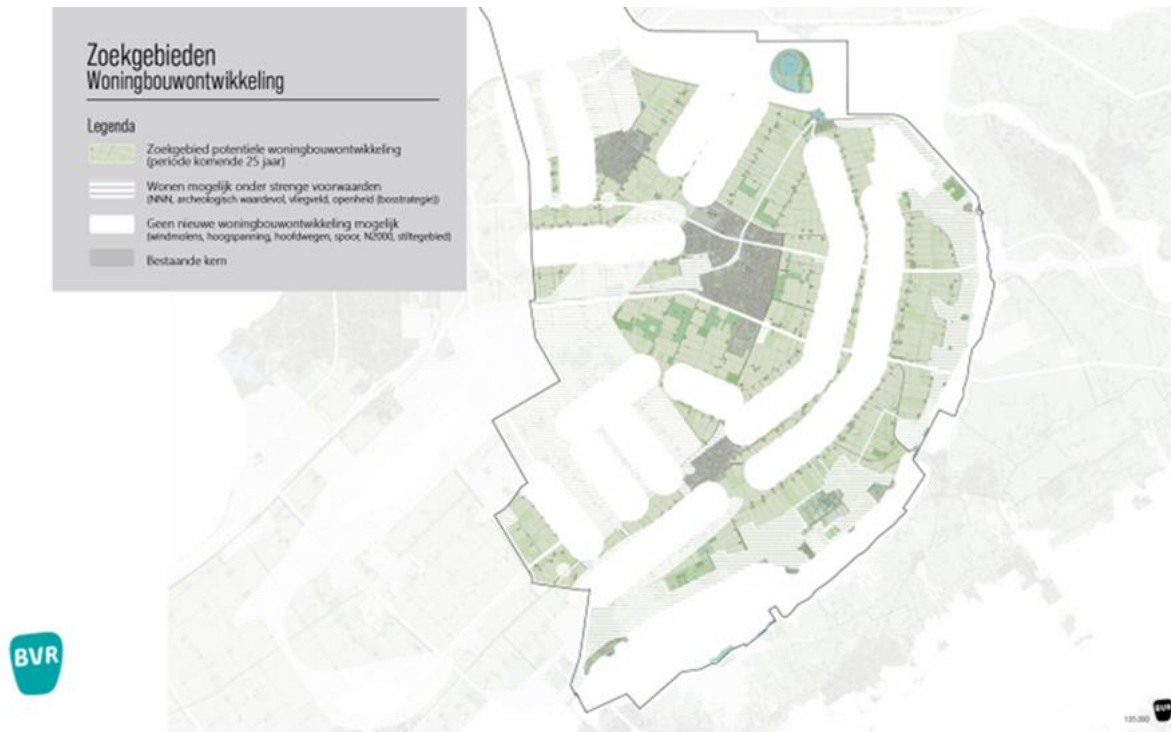 Zoekgebieden
Woningbouwontwikkeling
Legenda
Zoekgebied potentiele woningbouwontwikkeling
(periode komende 25 jaar)
Wonen mogelijk onder strenge voorwaarden
(NNN, archeologisch waardevol, vliegveld, openheid (bosstrategie))
Geen nieuwe woningbouwontwikkeling mogelijk
(windmolens, hoogspanning, hoofdwegen, spoor, N2000, stiltegebied)
Bestaande kern
BVR
BVR